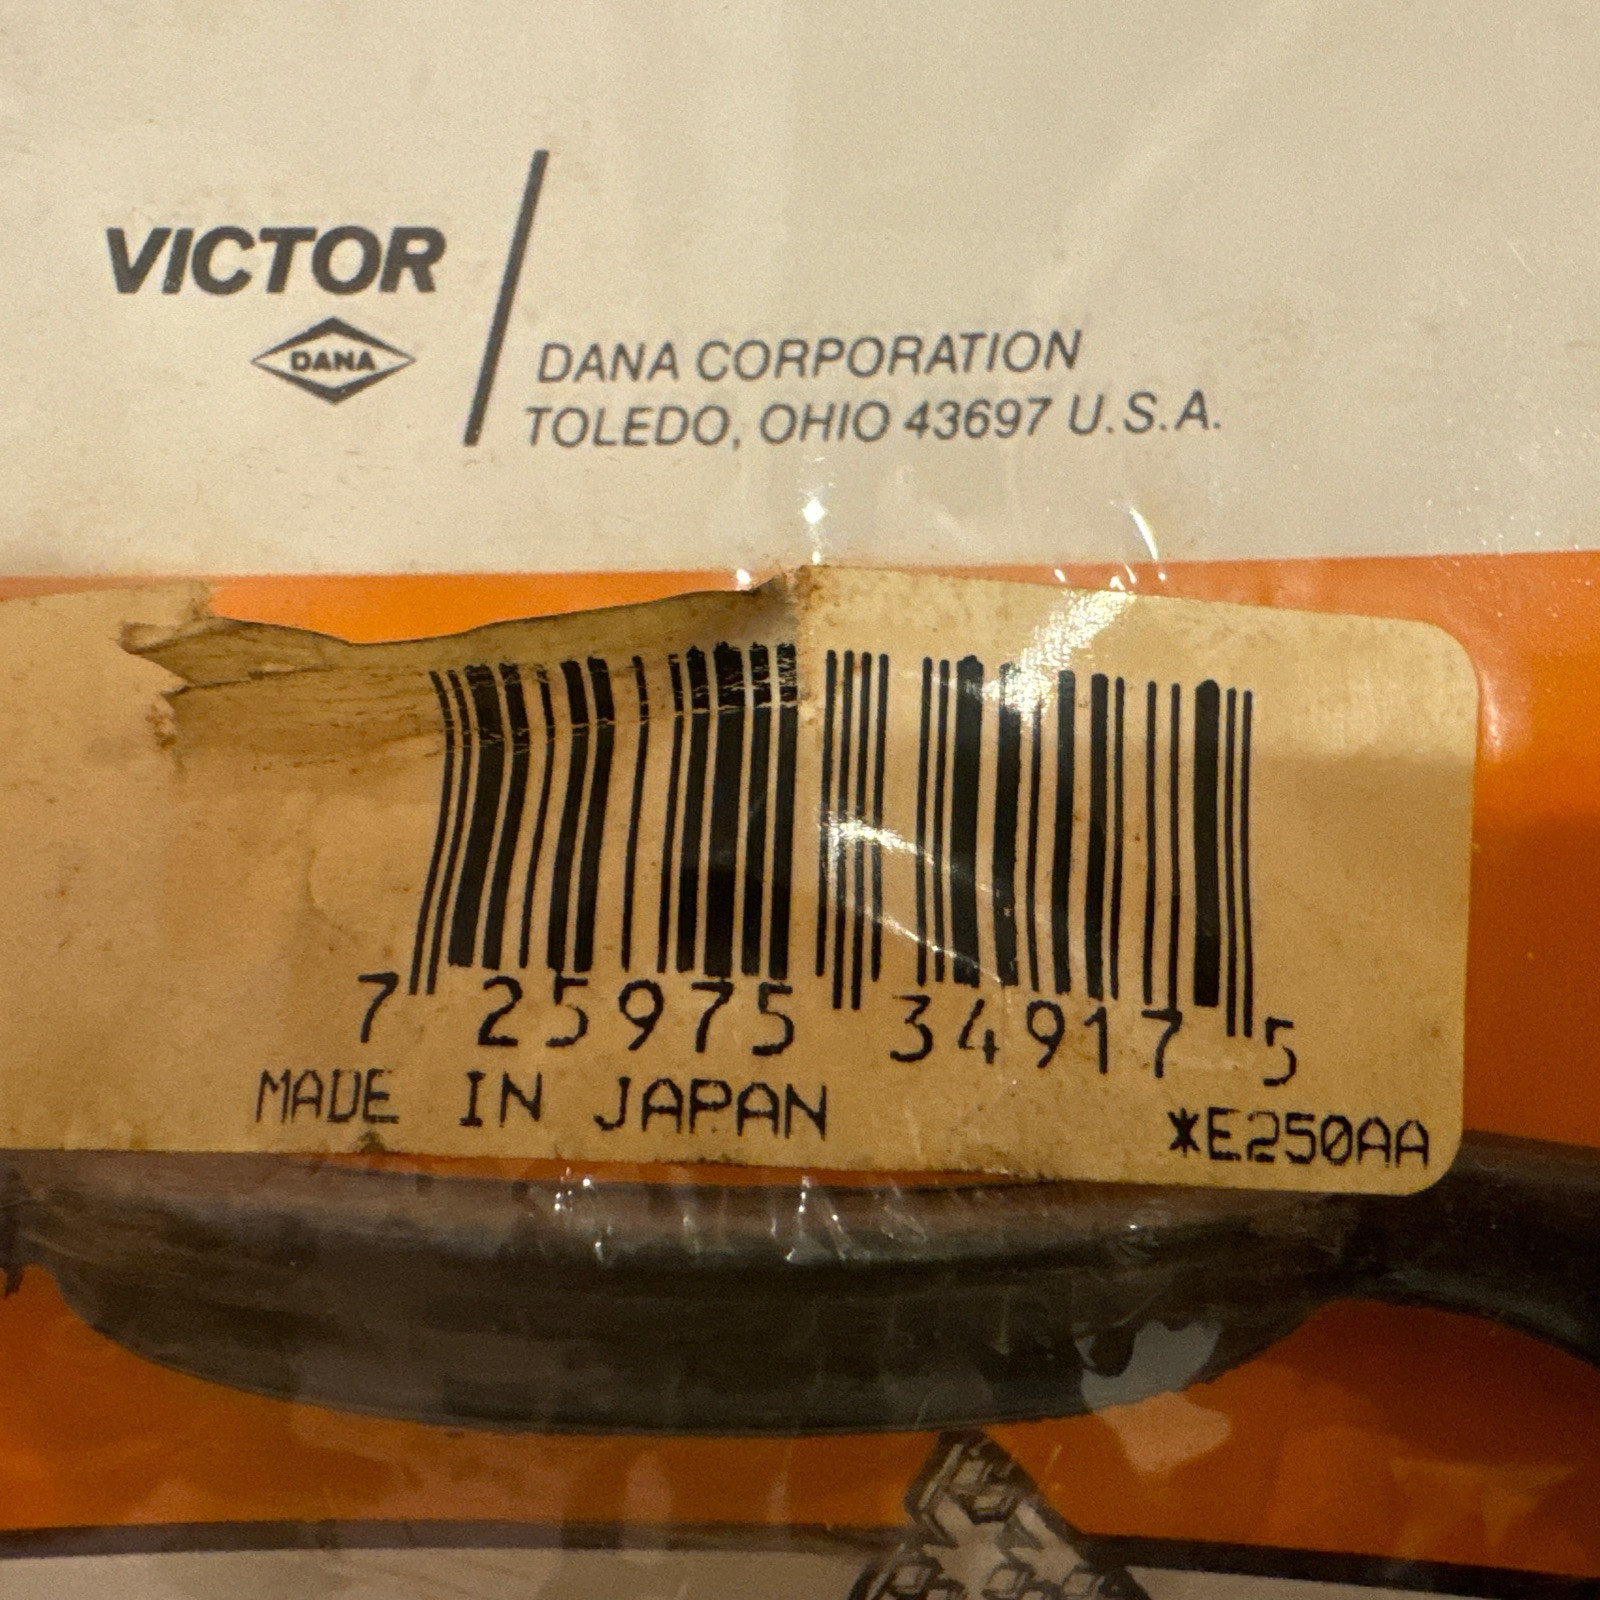 VICTOR
DANA
DANA CORPORATION
TOLEDO, OHIO 43697 U.S.A.
7 25975 34917 5
MADE IN JAPAN
*E250AA